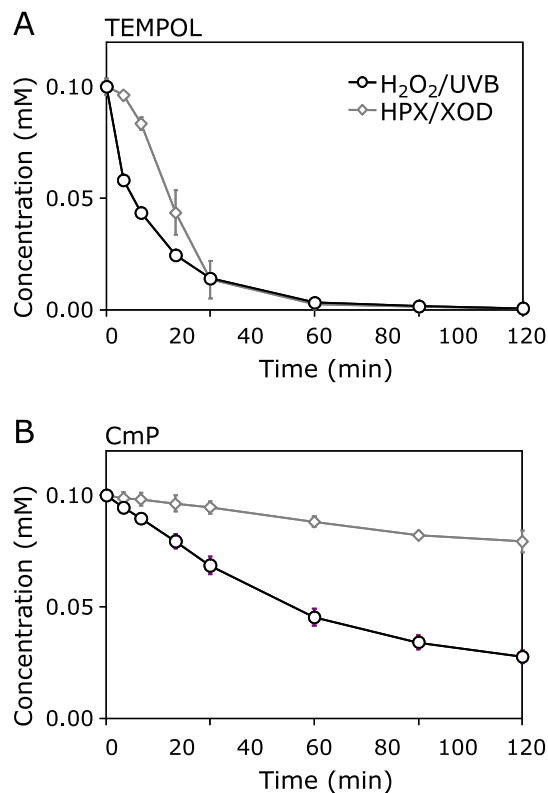 A
TEMPOL
H₂O₂/UVB
HPX/XOD
Concentration (mM)
0.10
0.05
0.00
0 20 40 60 80 100 120
Time (min)
B
CmP
Concentration (mM)
0.10
0.05
0.00
0 20 40 60 80 100 120
Time (min)